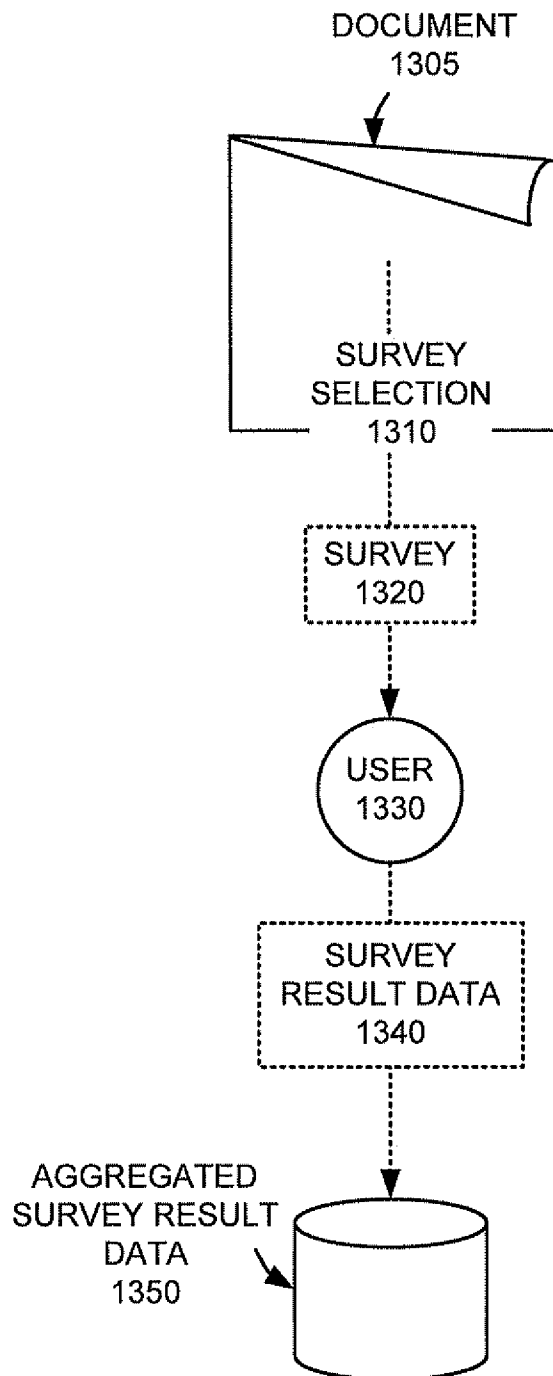 DOCUMENT
1305
SURVEY
SELECTION
1310
SURVEY
1320
USER
1330
SURVEY
RESULT DATA
1340
AGGREGATED
SURVEY RESULT
DATA
1350